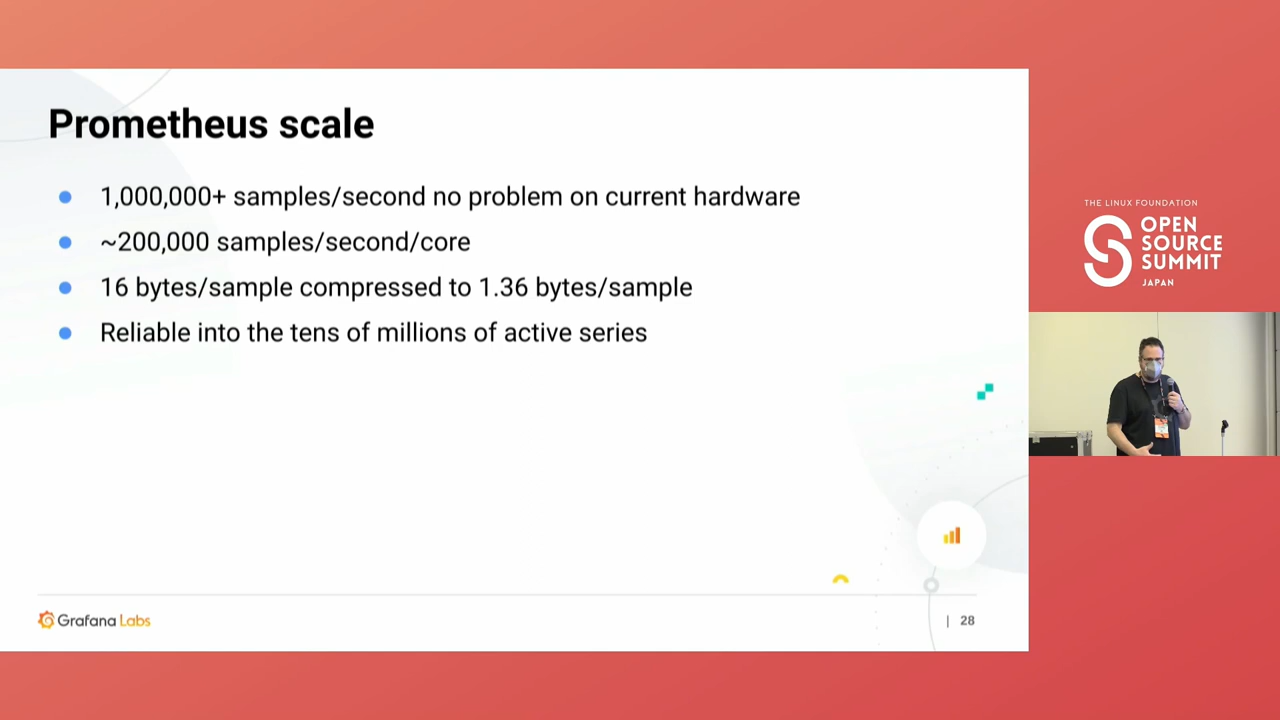 Prometheus scale
1,000,000+ samples/second no problem on current hardware
~200,000 samples/second/core
16 bytes/sample compressed to 1.36 bytes/sample
Reliable into the tens of millions of active series
Grafana Labs
| 28
THE LINUX FOUNDATION
OPEN
SOURCE
SUMMIT
JAPAN